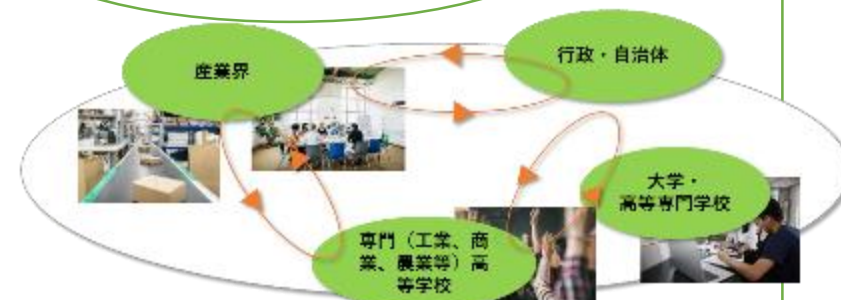 産業界
行政・自治体
大学・
高等専門学校
専門（工業、商
業、農業等）高
等学校